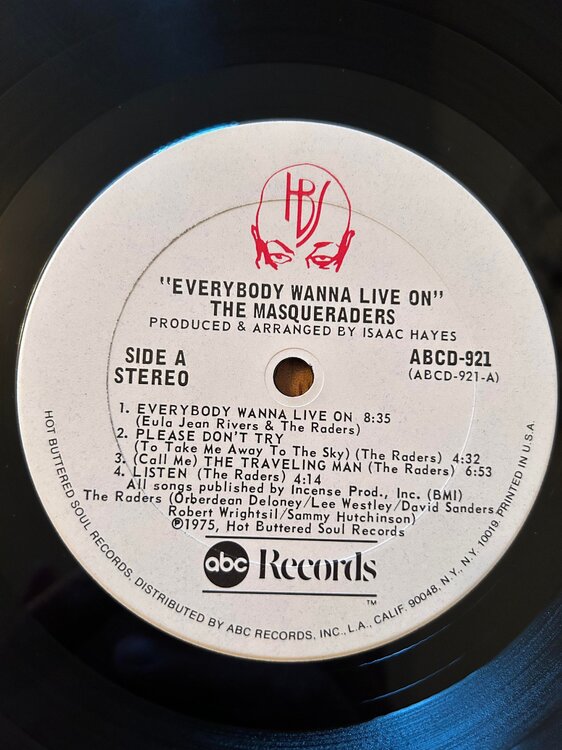 HBS
"EVERYBODY WANNA LIVE ON"
THE MASQUERADERS
PRODUCED & ARRANGED BY ISAAC HAYES
SIDE A
STEREO
ABCD-921
(ABCD-921-A)
1. EVERYBODY WANNA LIVE ON 8:35
(Eula Jean Rivers & The Raders)
2. PLEASE DON'T TRY
(To Take Me Away To The Sky) (The Raders) 4:32
3. (Call Me) THE TRAVELING MAN (The Raders) 6:53
4. LISTEN (The Raders) 4:14
All songs published by Incense Prod., Inc. (BMI)
The Raders (Orberdean Deloney/Lee Westley/David Sanders
Robert Wrightsil/Sammy Hutchinson)
℗1975, Hot Buttered Soul Records
abc Records
™
HOT BUTTERED SOUL RECORDS, DISTRIBUTED BY ABC RECORDS, INC., L.A., CALIF. 90048, N.Y., N.Y. 10019. PRINTED IN U.S.A.